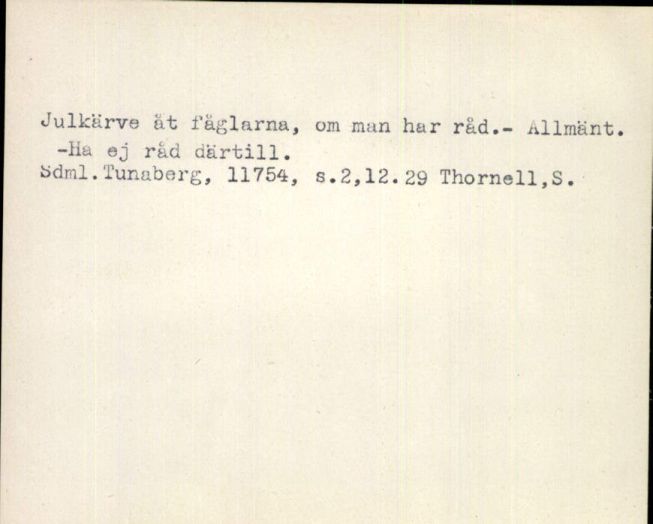 Julkärve åt fåglarna, om man har råd.- Allmänt.
-Ha ej råd därtill.
Sdml.Tunaberg, 11754, s.2,12.29 Thornell,S.